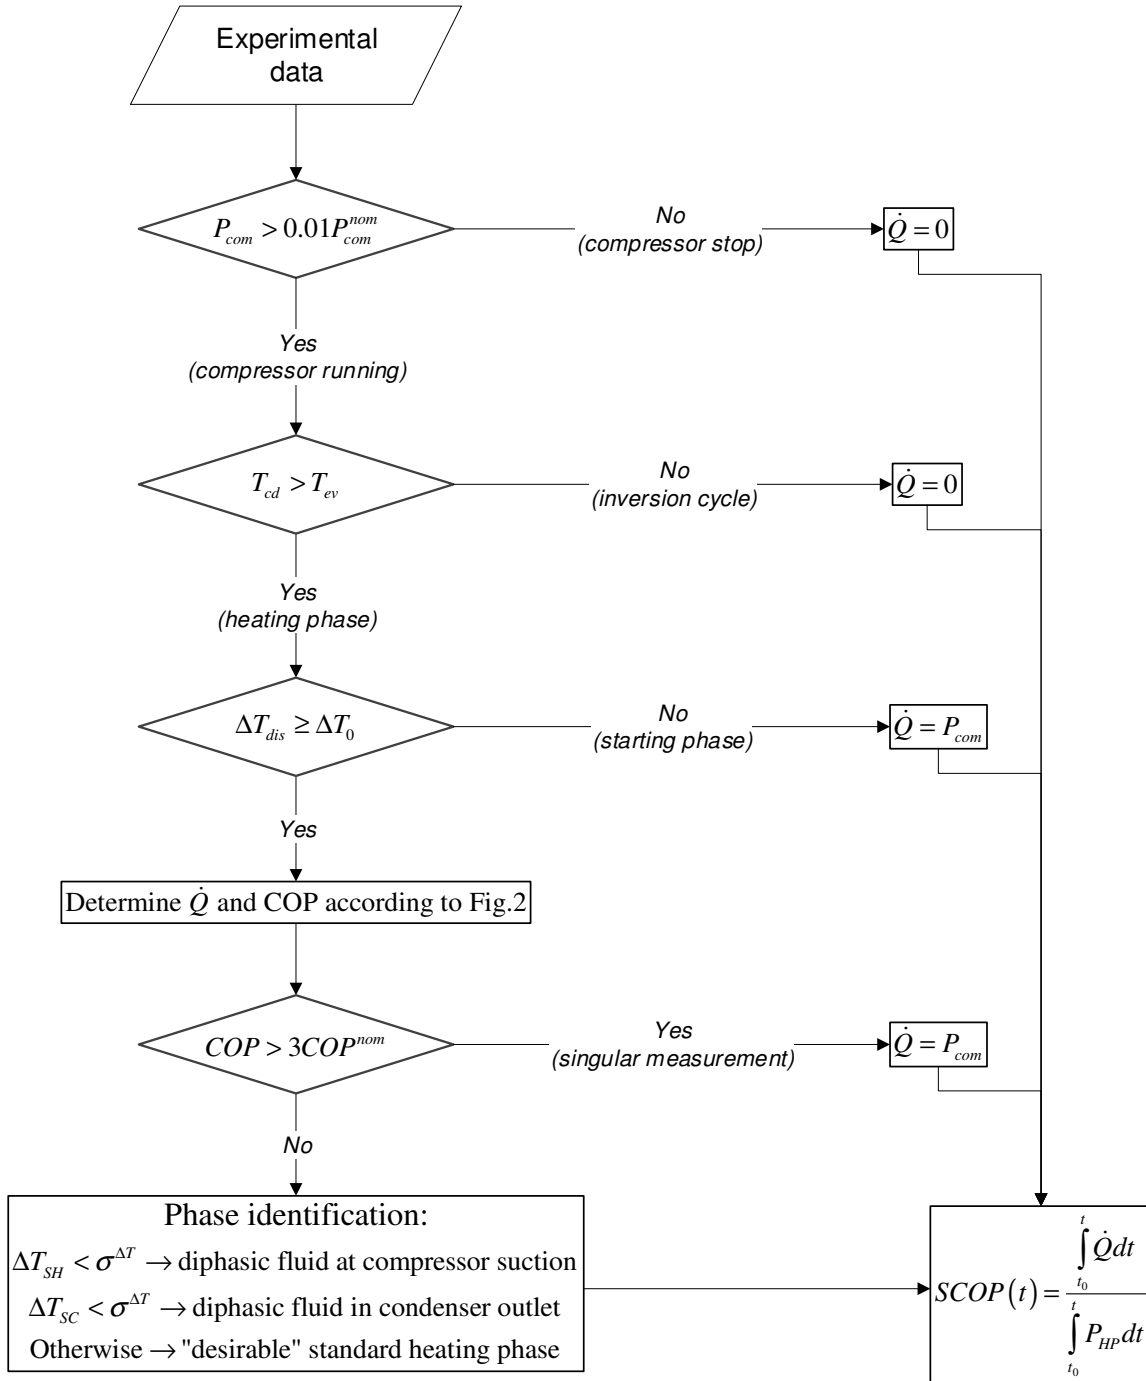 Experimental
data
P_com > 0.01P_com^nom
No
(compressor stop)
Q̇ = 0
Yes
(compressor running)
T_cd > T_ev
No
(inversion cycle)
Q̇ = 0
Yes
(heating phase)
ΔT_dis ≥ ΔT_0
No
(starting phase)
Q̇ = P_com
Yes
Determine Q̇ and COP according to Fig.2
COP > 3COP^nom
Yes
(singular measurement)
Q̇ = P_com
No
Phase identification:
ΔT_SH < σ^ΔT → diphasic fluid at compressor suction
ΔT_SC < σ^ΔT → diphasic fluid in condenser outlet
Otherwise → "desirable" standard heating phase
SCOP(t) = ∫_{t_0}^{t} Q̇dt / ∫_{t_0}^{t} P_HP dt